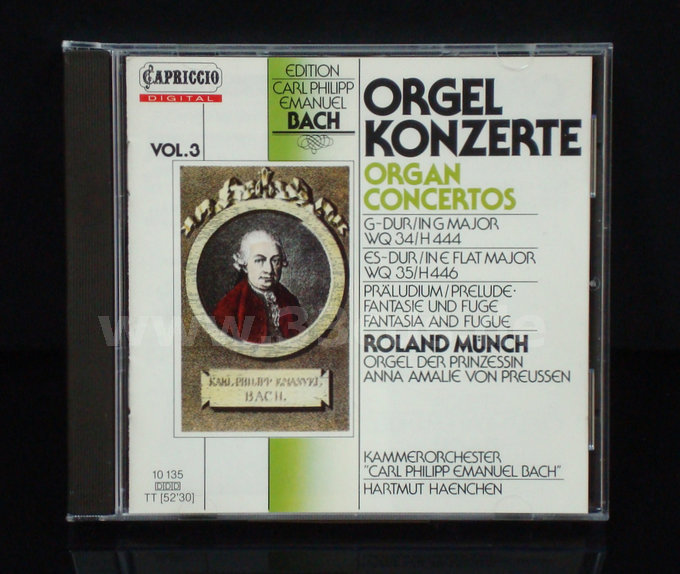 CAPRICCIO
DIGITAL
VOL.3
EDITION
CARL PHILIPP
EMANUEL
BACH
ORGEL
KONZERTE
ORGAN
CONCERTOS
G-DUR/IN G MAJOR
WQ 34/H 444
ES-DUR/IN E FLAT MAJOR
WQ 35/H 446
PRÄLUDIUM/PRELUDE·
FANTASIE UND FUGE
FANTASIA AND FUGUE
ROLAND MÜNCH
ORGEL DER PRINZESSIN
ANNA AMALIE VON PREUSSEN
KARL PHILIPP EMANUEL
BACH.
10 135
DDD
TT [52'30]
KAMMERORCHESTER
"CARL PHILIPP EMANUEL BACH"
HARTMUT HAENCHEN